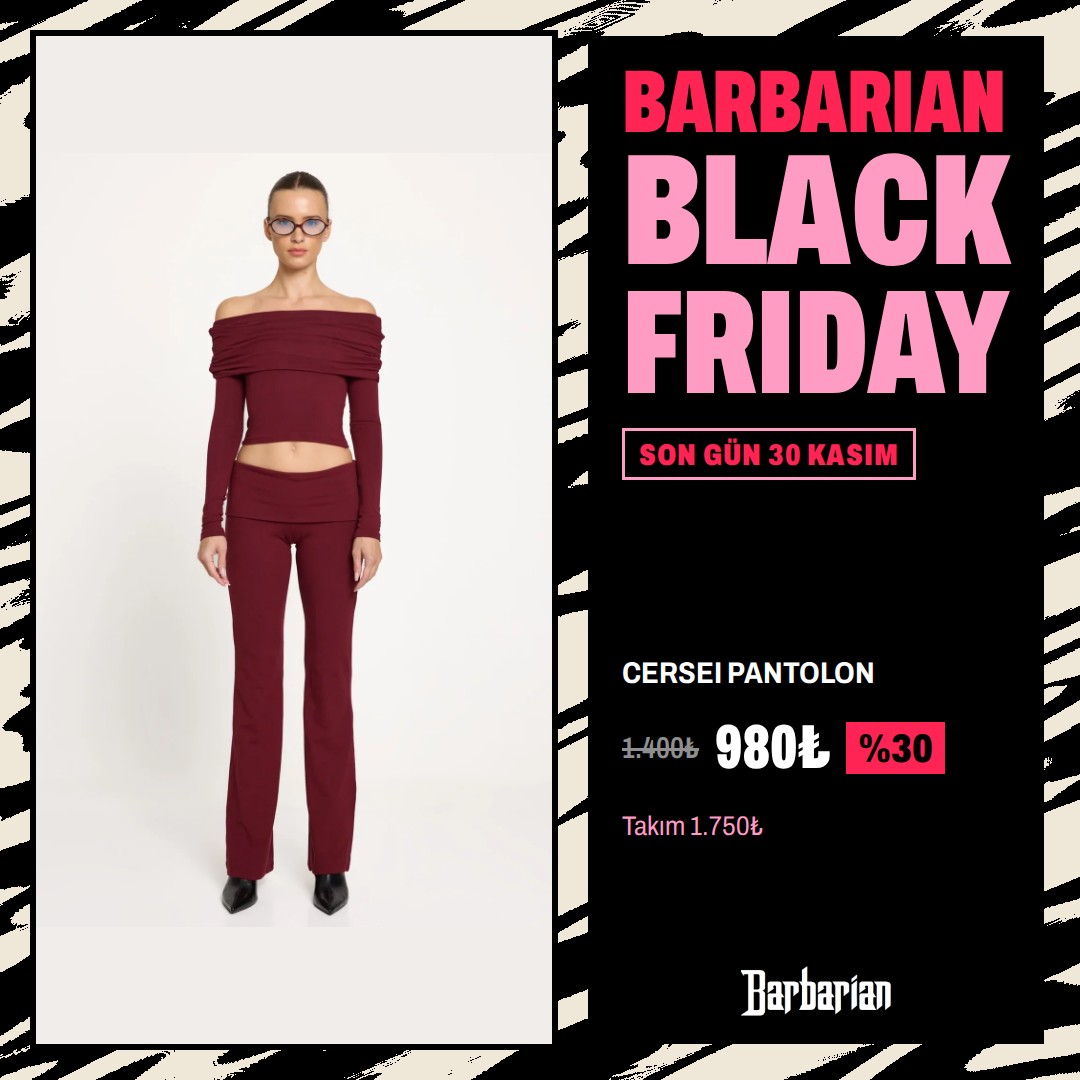 BARBARIAN
BLACK
FRIDAY
SON GÜN 30 KASIM
CERSEI PANTOLON
1.400₺ 980₺ %30
Takım 1.750₺
Barbarian